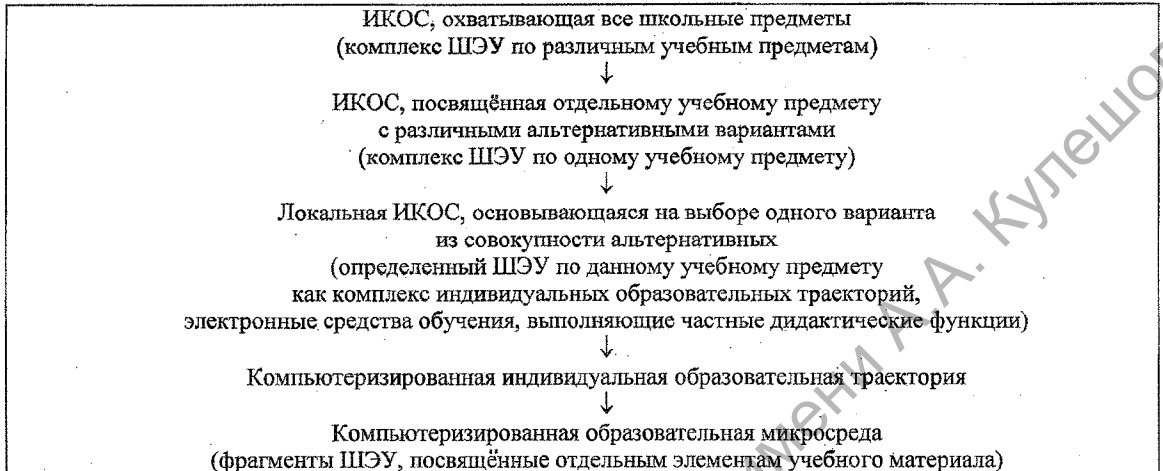 ИКОС, охватывающая все школьные предметы
(комплекс ШЭУ по различным учебным предметам)
↓
ИКОС, посвящённая отдельному учебному предмету
с различными альтернативными вариантами
(комплекс ШЭУ по одному учебному предмету)
↓
Локальная ИКОС, основывающаяся на выборе одного варианта
из совокупности альтернативных
(определенный ШЭУ по данному учебному предмету
как комплекс индивидуальных образовательных траекторий,
электронные средства обучения, выполняющие частные дидактические функции)
↓
Компьютеризированная индивидуальная образовательная траектория
↓
Компьютеризированная образовательная микросреда
(фрагменты ШЭУ, посвящённые отдельным элементам учебного материала)
имени А.А. Кулешов